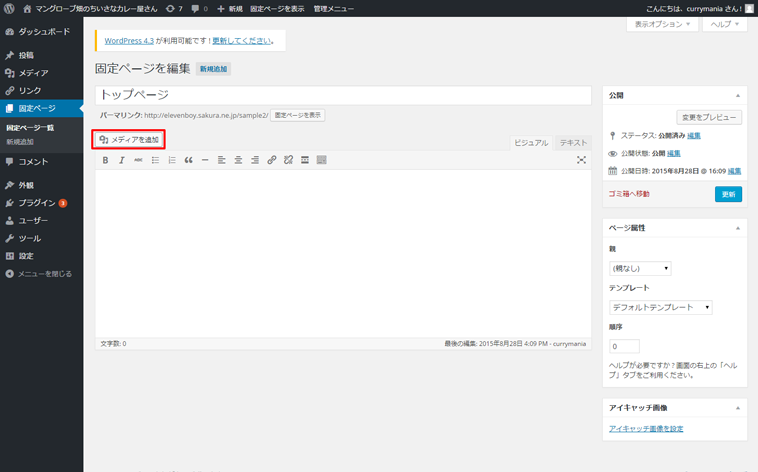 マングローブ畑のちいさなカレー屋さん 7 0 新規 固定ページを表示 管理メニュー こんにちは、currymania さん!
表示オプション ▼ ヘルプ ▼
ダッシュボード
投稿
メディア
リンク
固定ページ
固定ページ一覧
新規追加
コメント
外観
プラグイン 3
ユーザー
ツール
設定
メニューを閉じる
WordPress 4.3 が利用可能です ! 更新してください。
固定ページを編集 新規追加
トップページ
パーマリンク: http://elevenboy.sakura.ne.jp/sample2/ 固定ページを表示
メディアを追加
ビジュアル テキスト
B I ABC
文字数: 0 最後の編集: 2015年8月28日 4:09 PM - currymania
公開
変更をプレビュー
ステータス: 公開済み 編集
公開状態: 公開 編集
公開日時: 2015年8月28日 @ 16:09 編集
ゴミ箱へ移動 更新
ページ属性
親
(親なし)
テンプレート
デフォルトテンプレート
順序
0
ヘルプが必要ですか ? 画面の右上の「ヘル
プ」タブをご利用ください。
アイキャッチ画像
アイキャッチ画像を設定